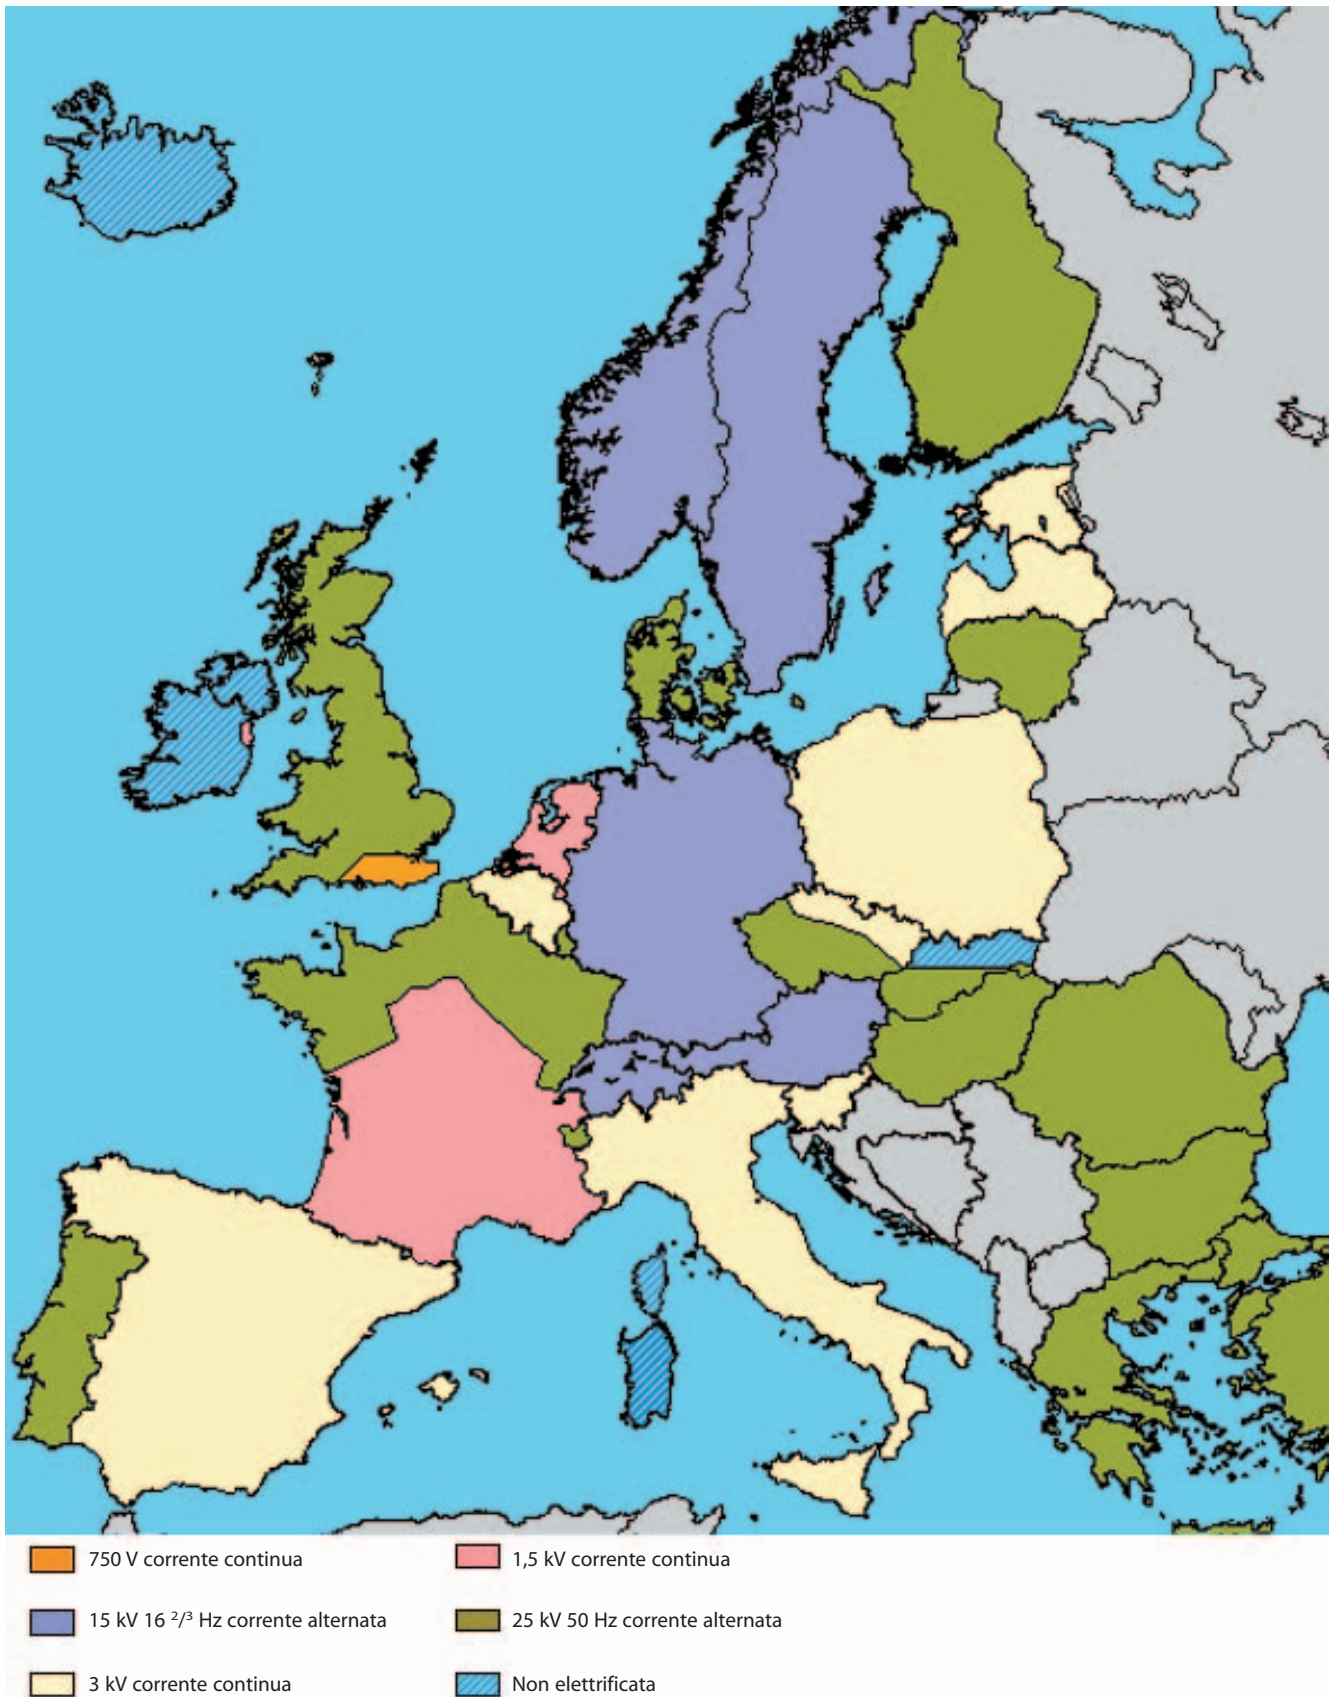 750 V corrente continua
1,5 kV corrente continua
15 kV 16 ²/³ Hz corrente alternata
25 kV 50 Hz corrente alternata
3 kV corrente continua
Non elettrificata